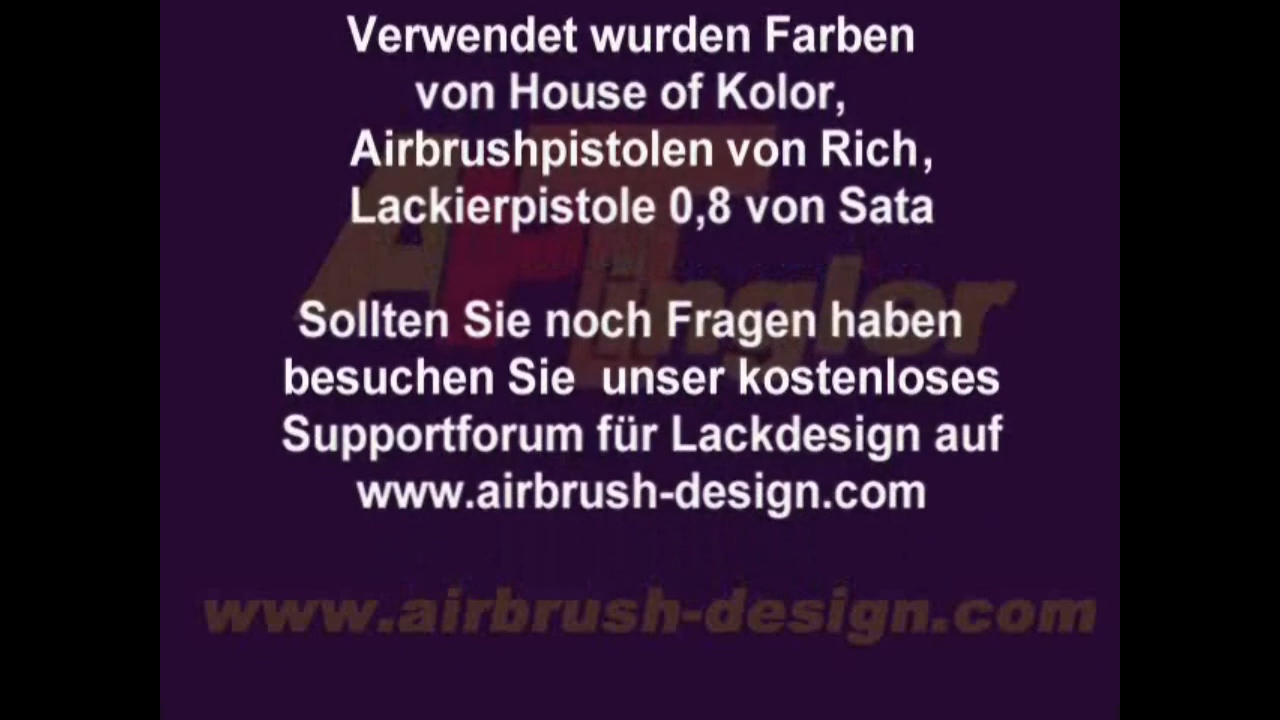 Verwendet wurden Farben
von House of Kolor,
Airbrushpistolen von Rich,
Lackierpistole 0,8 von Sata
Sollten Sie noch Fragen haben
besuchen Sie unser kostenloses
Supportforum für Lackdesign auf
www.airbrush-design.com
www.airbrush-design.com